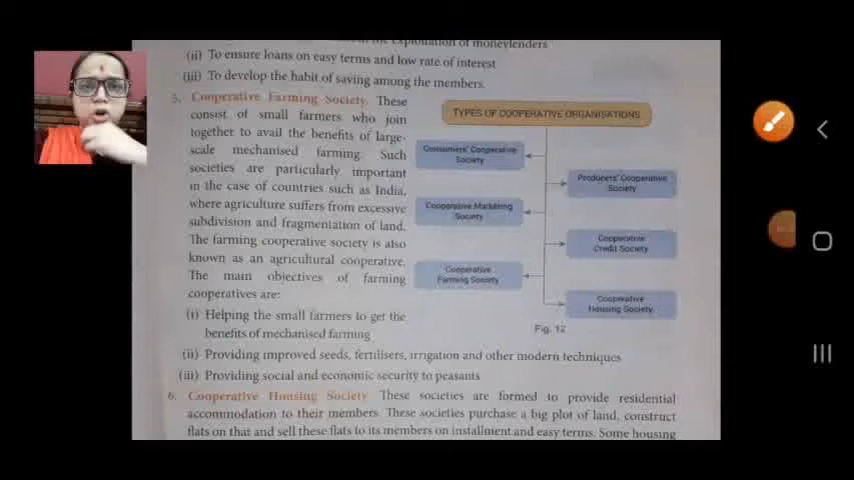 the exploitation of moneylenders
(ii) To ensure loans on easy terms and low rate of interest
(iii) To develop the habit of saving among the members.
5. Cooperative Farming Society. These
consist of small farmers who join
together to avail the benefits of large-
scale mechanised farming. Such
societies are particularly important
in the case of countries such as India,
where agriculture suffers from excessive
subdivision and fragmentation of land.
The farming cooperative society is also
known as an agricultural cooperative.
The main objectives of farming
cooperatives are:
TYPES OF COOPERATIVE ORGANISATIONS
Consumers' Cooperative
Society
Producers' Cooperative
Society
Cooperative Marketing
Society
Cooperative
Credit Society
Cooperative
Farming Society
Cooperative
Housing Society
Fig. 12
(i) Helping the small farmers to get the
benefits of mechanised farming
(ii) Providing improved seeds, fertilisers, irrigation and other modern techniques
(iii) Providing social and economic security to peasants
6. Cooperative Housing Society These societies are formed to provide residential
accommodation to their members. These societies purchase a big plot of land, construct
flats on that and sell these flats to its members on installment and easy terms. Some housing